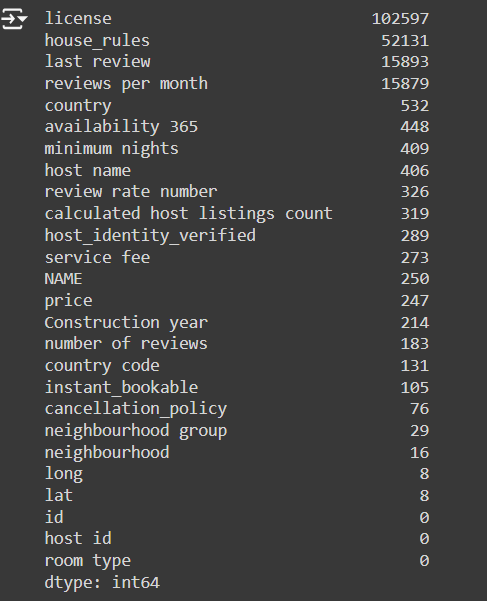 license 102597
house_rules 52131
last review 15893
reviews per month 15879
country 532
availability 365 448
minimum nights 409
host name 406
review rate number 326
calculated host listings count 319
host_identity_verified 289
service fee 273
NAME 250
price 247
Construction year 214
number of reviews 183
country code 131
instant_bookable 105
cancellation_policy 76
neighbourhood group 29
neighbourhood 16
long 8
lat 8
id 0
host id 0
room type 0
dtype: int64